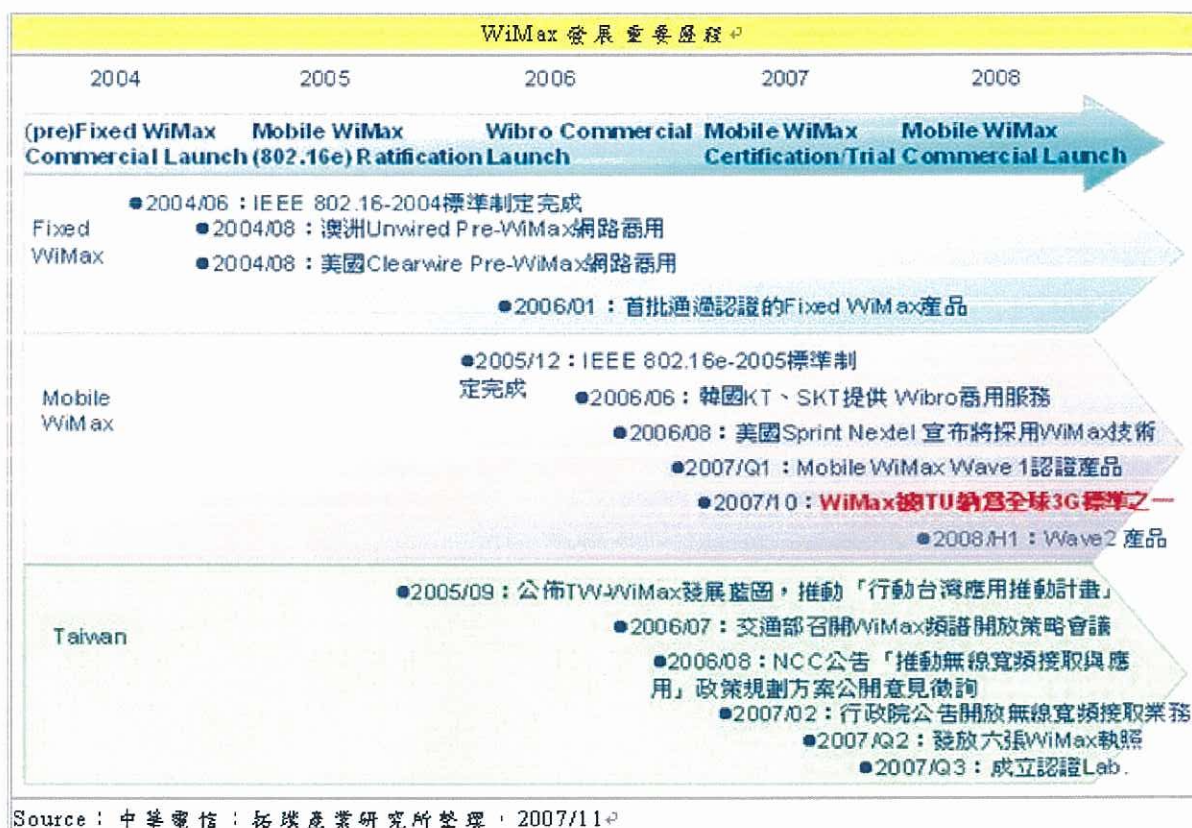 WiMax 發展重要歷程
2004 2005 2006 2007 2008
(pre)Fixed WiMax Mobile WiMax Wibro Commercial Mobile WiMax Mobile WiMax
Commercial Launch (802.16e) Ratification Launch Certification/Trial Commercial Launch
●2004/06：IEEE 802.16-2004標準制定完成
Fixed ●2004/08：澳洲Unwired Pre-WiMax網路商用
WiMax ●2004/08：美國Clearwire Pre-WiMax網路商用
●2006/01：首批通過認證的Fixed WiMax產品
●2005/12：IEEE 802.16e-2005標準制
定完成
Mobile ●2006/06：韓國KT、SKT提供 Wibro商用服務
WiMax
●2006/08：美國Sprint Nextel 宣布將採用WiMax技術
●2007/Q1：Mobile WiMax Wave 1認證產品
●2007/10：WiMax被ITU納為全球3G標準之一
●2008/H1：Wave2 產品
●2005/09：公佈TW-WiMax發展藍圖，推動「行動台灣應用推動計畫」
Taiwan ●2006/07：交通部召開WiMax頻譜開放策略會議
●2006/08：NCC公告「推動無線寬頻接取與應
用」政策規劃方案公開意見徵詢
●2007/02：行政院公告開放無線寬頻接取業務
●2007/Q2：發放六張WiMax執照
●2007/Q3：成立認證Lab.
Source：中華電信；拓墣產業研究所整理，2007/11